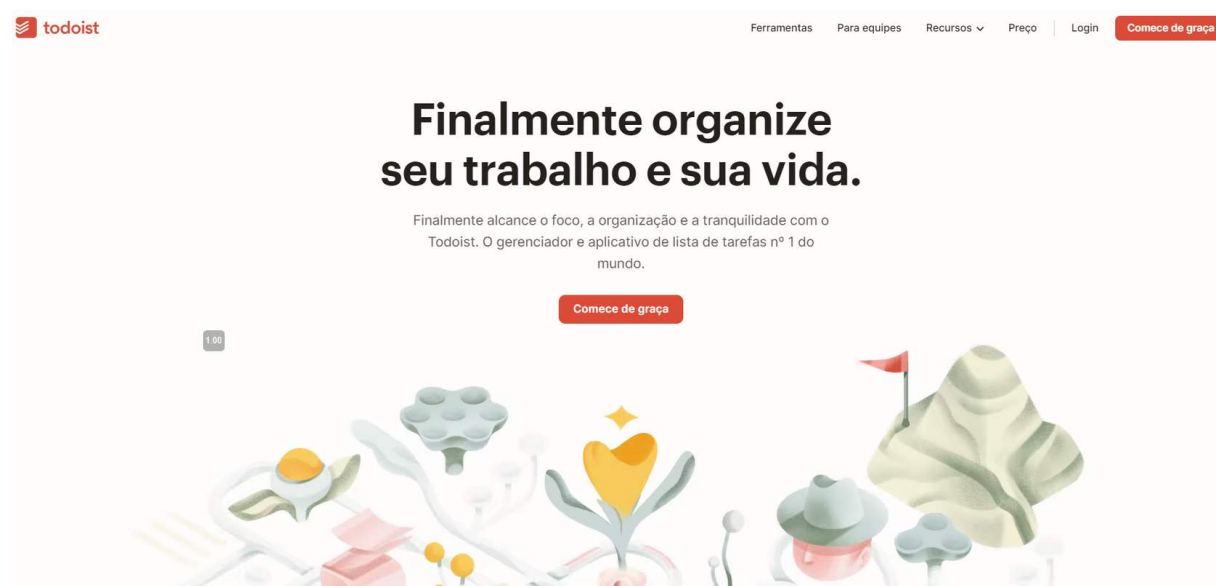 todoist
Ferramentas Para equipes Recursos Preço Login Comece de graça
Finalmente organize
seu trabalho e sua vida.
Finalmente alcance o foco, a organização e a tranquilidade com o
Todoist. O gerenciador e aplicativo de lista de tarefas nº 1 do
mundo.
Comece de graça
1.00